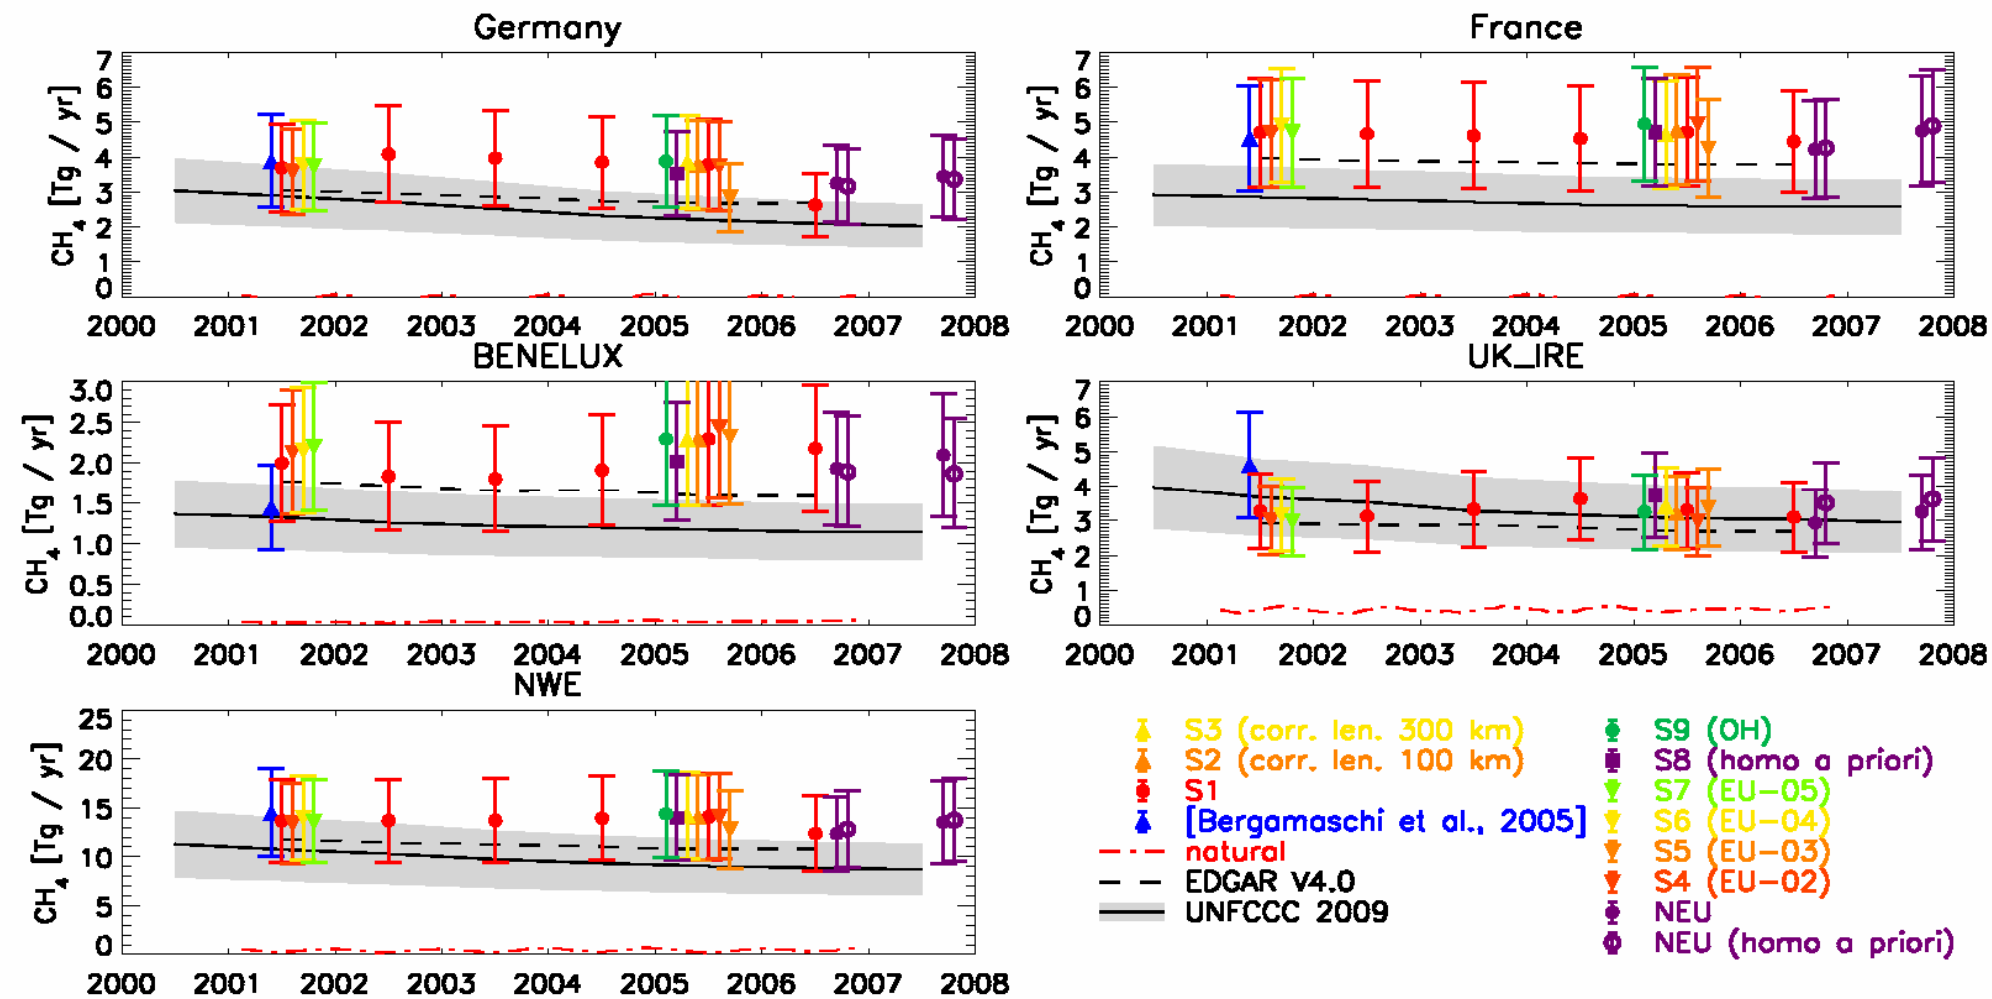 Germany
CH4 [Tg / yr]
7
6
5
4
3
2
1
0
2000 2001 2002 2003 2004 2005 2006 2007 2008
France
CH4 [Tg / yr]
7
6
5
4
3
2
1
0
2000 2001 2002 2003 2004 2005 2006 2007 2008
BENELUX
CH4 [Tg / yr]
3.0
2.5
2.0
1.5
1.0
0.5
0.0
2000 2001 2002 2003 2004 2005 2006 2007 2008
UK_IRE
CH4 [Tg / yr]
7
6
5
4
3
2
1
0
2000 2001 2002 2003 2004 2005 2006 2007 2008
NWE
CH4 [Tg / yr]
25
20
15
10
5
0
2000 2001 2002 2003 2004 2005 2006 2007 2008
S3 (corr. len. 300 km)
S2 (corr. len. 100 km)
S1
[Bergamaschi et al., 2005]
natural
EDGAR V4.0
UNFCCC 2009
S9 (OH)
S8 (homo a priori)
S7 (EU-05)
S6 (EU-04)
S5 (EU-03)
S4 (EU-02)
NEU
NEU (homo a priori)